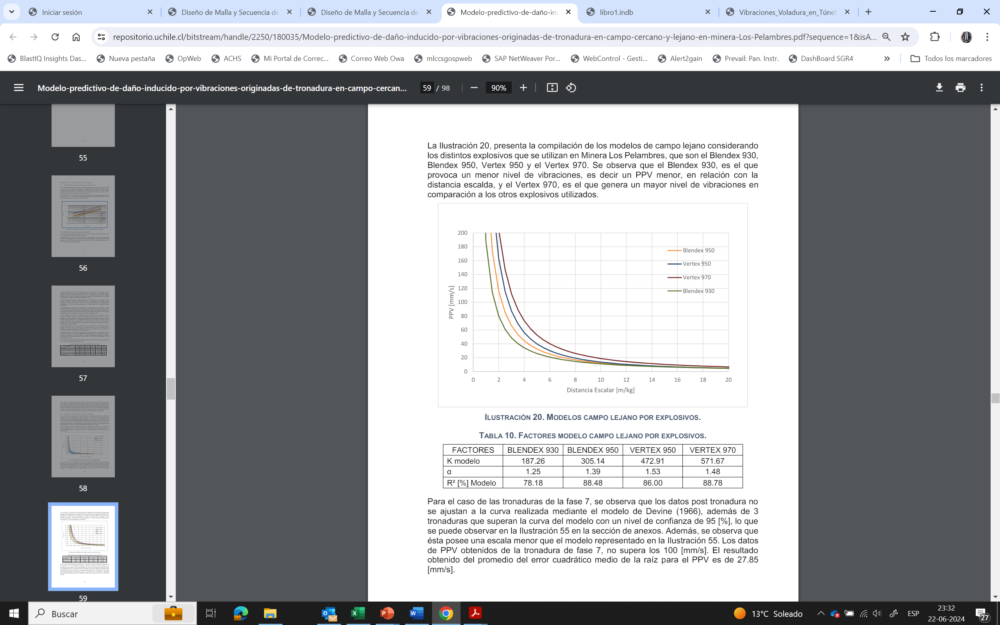 Iniciar sesión
Diseño de Malla y Secuencia de
Diseño de Malla y Secuencia de
Modelo-predictivo-de-daño-inc
libro1.indb
Vibraciones_Voladura_en_Túnel
repositorio.uchile.cl/bitstream/handle/2250/180035/Modelo-predictivo-de-daño-inducido-por-vibraciones-originadas-de-tronadura-en-campo-cercano-y-lejano-en-minera-Los-Pelambres.pdf?sequence=1&isA...
BlastIQ Insights Das...
Nueva pestaña
OpWeb
ACHS
Mi Portal de Correc...
Correo Web Owa
mlccsgospweb
SAP NetWeaver Por...
WebControl - Gesti...
Alert2gain
Prevail: Pan. Instr.
DashBoard SGR4
Todos los marcadores
Modelo-predictivo-de-daño-inducido-por-vibraciones-originadas-de-tronadura-en-campo-cercan...
59 / 98
90%
55
56
57
58
59
La Ilustración 20, presenta la compilación de los modelos de campo lejano considerando
los distintos explosivos que se utilizan en Minera Los Pelambres, que son el Blendex 930,
Blendex 950, Vertex 950 y el Vertex 970. Se observa que el Blendex 930, es el que
provoca un menor nivel de vibraciones, es decir un PPV menor, en relación con la
distancia escalda, y el Vertex 970, es el que genera un mayor nivel de vibraciones en
comparación a los otros explosivos utilizados.
PPV [mm/s]
200
180
160
140
120
100
80
60
40
20
0
0 2 4 6 8 10 12 14 16 18 20
Distancia Escalar [m/kg]
Blendex 950
Vertex 950
Vertex 970
Blendex 930
ILUSTRACIÓN 20. MODELOS CAMPO LEJANO POR EXPLOSIVOS.
TABLA 10. FACTORES MODELO CAMPO LEJANO POR EXPLOSIVOS.
FACTORES BLENDEX 930 BLENDEX 950 VERTEX 950 VERTEX 970
K modelo 187.26 305.14 472.91 571.67
α 1.25 1.39 1.53 1.48
R² [%] Modelo 78.18 88.48 86.00 88.78
Para el caso de las tronaduras de la fase 7, se observa que los datos post tronadura no
se ajustan a la curva realizada mediante el modelo de Devine (1966), además de 3
tronaduras que superan la curva del modelo con un nivel de confianza de 95 [%], lo que
se puede observar en la Ilustración 55 en la sección de anexos. Además, se observa que
ésta posee una escala menor que el modelo representado en la Ilustración 55. Los datos
de PPV obtenidos de la tronadura de fase 7, no supera los 100 [mm/s]. El resultado
obtenido del promedio del error cuadrático medio de la raíz para el PPV es de 27.85
[mm/s].
Buscar
13°C Soleado
ESP
23:32
22-06-2024
27